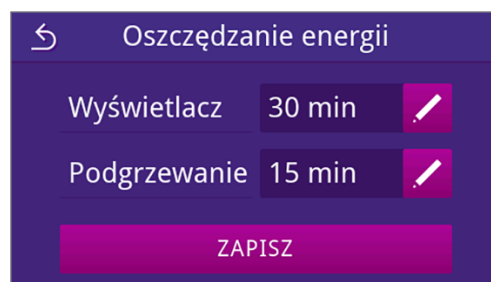 Oszczędzanie energii
Wyświetlacz 30 min
Podgrzewanie 15 min
ZAPISZ